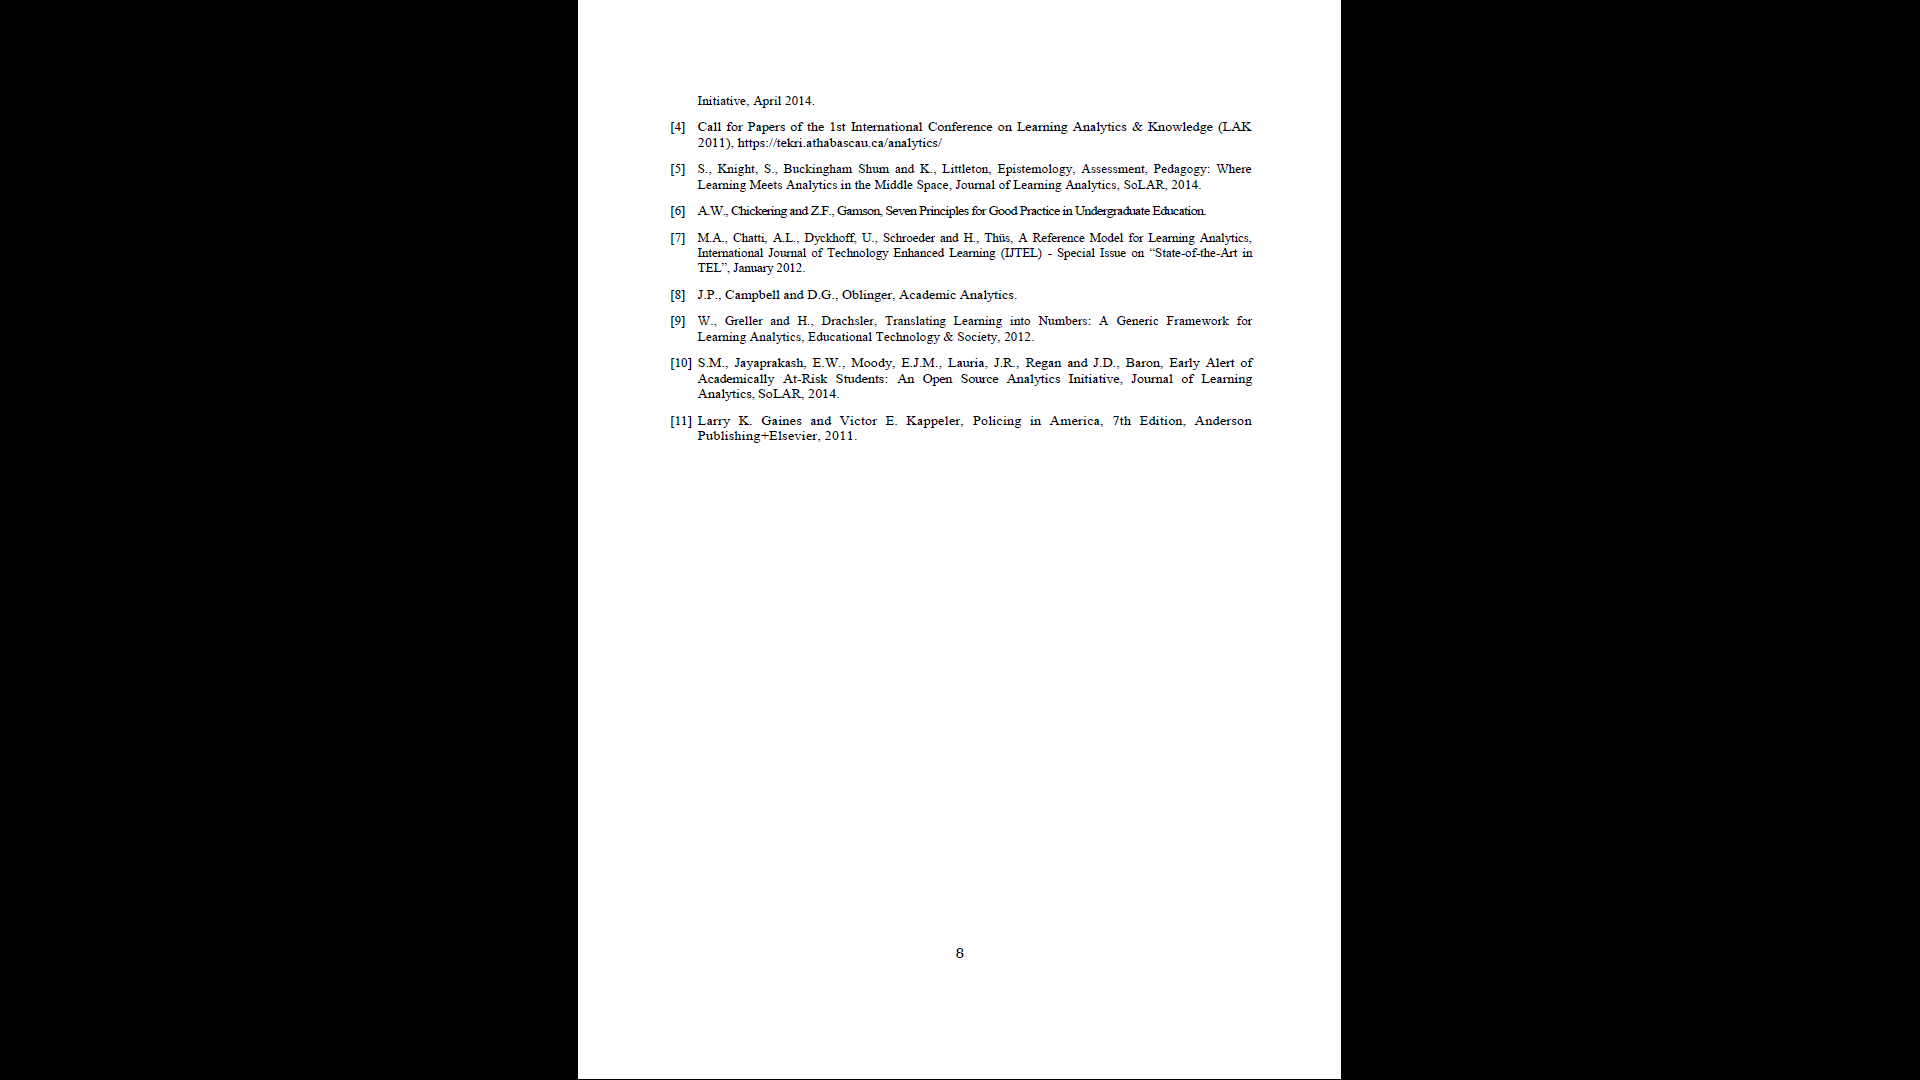 Initiative, April 2014.
[4] Call for Papers of the 1st International Conference on Learning Analytics & Knowledge (LAK
2011), https://tekri.athabascau.ca/analytics/
[5] S., Knight, S., Buckingham Shum and K., Littleton, Epistemology, Assessment, Pedagogy: Where
Learning Meets Analytics in the Middle Space, Journal of Learning Analytics, SoLAR, 2014.
[6] A.W., Chickering and Z.F., Gamson, Seven Principles for Good Practice in Undergraduate Education.
[7] M.A., Chatti, A.L., Dyckhoff, U., Schroeder and H., Thüs, A Reference Model for Learning Analytics,
International Journal of Technology Enhanced Learning (IJTEL) - Special Issue on “State-of-the-Art in
TEL”, January 2012.
[8] J.P., Campbell and D.G., Oblinger, Academic Analytics.
[9] W., Greller and H., Drachsler, Translating Learning into Numbers: A Generic Framework for
Learning Analytics, Educational Technology & Society, 2012.
[10] S.M., Jayaprakash, E.W., Moody, E.J.M., Lauria, J.R., Regan and J.D., Baron, Early Alert of
Academically At-Risk Students: An Open Source Analytics Initiative, Journal of Learning
Analytics, SoLAR, 2014.
[11] Larry K. Gaines and Victor E. Kappeler, Policing in America, 7th Edition, Anderson
Publishing+Elsevier, 2011.
8